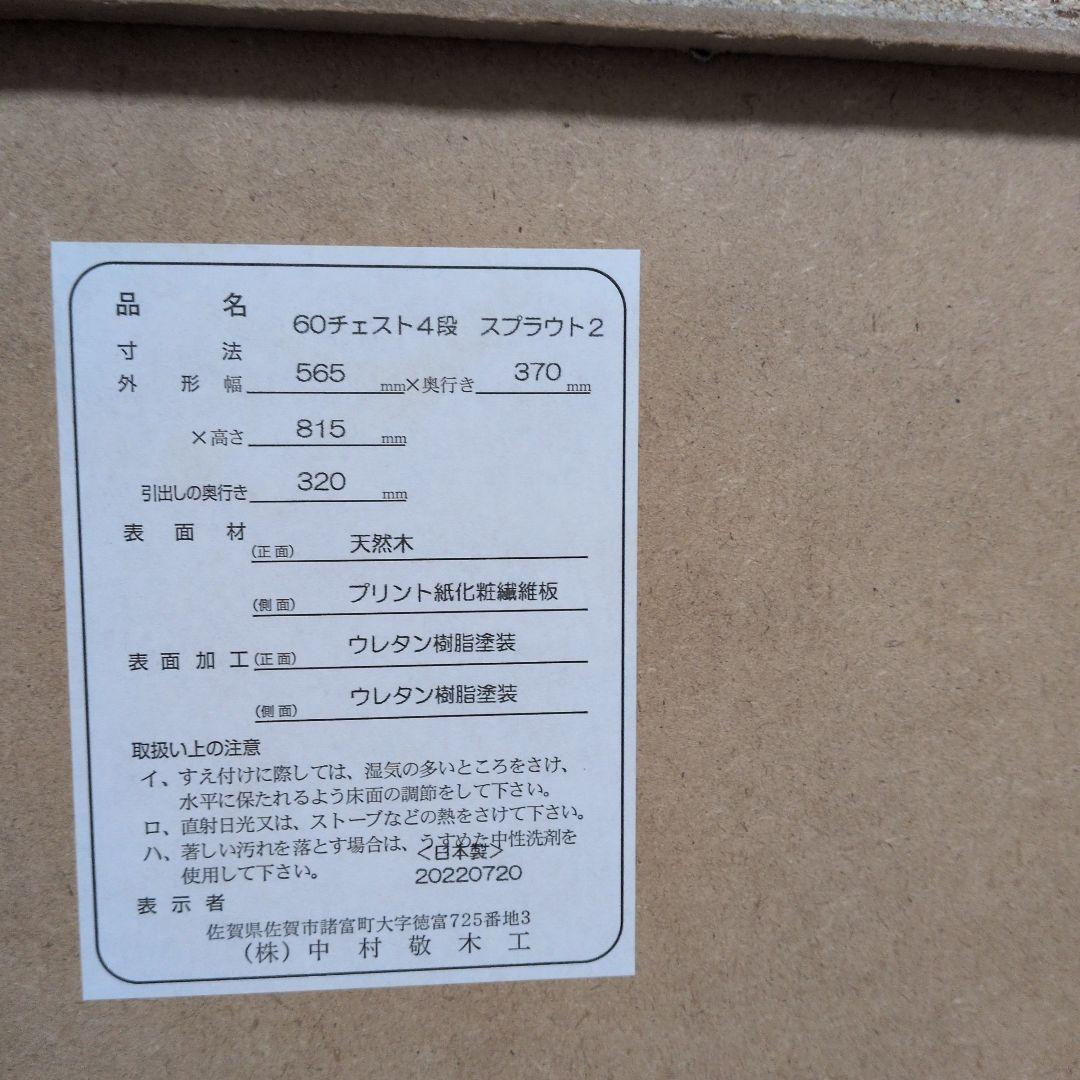 品名
60チェスト4段 スプラウト2
寸法
外形 幅 565 mm×奥行き 370 mm
×高さ 815 mm
引出しの奥行き 320 mm
表面材 (正面) 天然木
(側面) プリント紙化粧繊維板
表面加工 (正面) ウレタン樹脂塗装
(側面) ウレタン樹脂塗装
取扱い上の注意
イ、すえ付けに際しては、湿気の多いところをさけ、
水平に保たれるよう床面の調節をして下さい。
ロ、直射日光又は、ストーブなどの熱をさけて下さい。
ハ、著しい汚れを落とす場合は、うすめた中性洗剤を
<日本製>
使用して下さい。 20220720
表示者
佐賀県佐賀市諸富町大字徳富725番地3
(株)中村敬木工